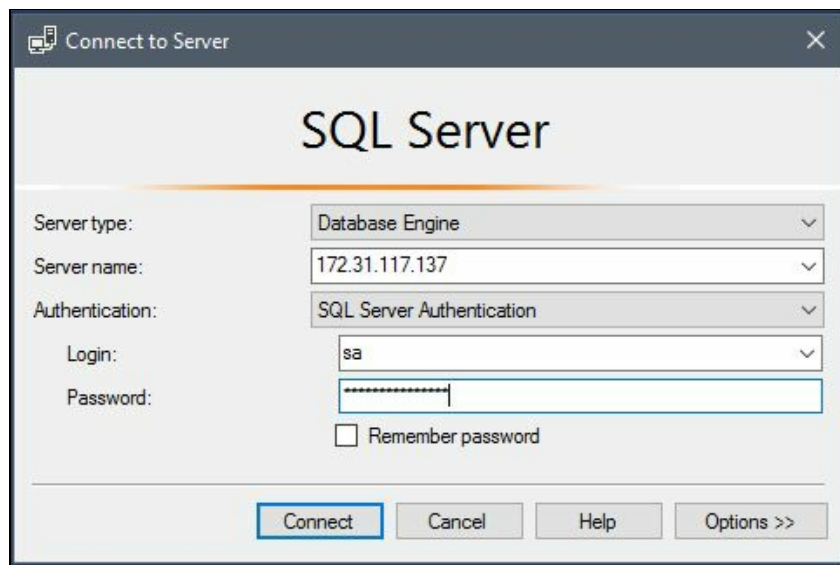 Connect to Server
SQL Server
Server type: Database Engine
Server name: 172.31.117.137
Authentication: SQL Server Authentication
Login: sa
Password: ***************
Remember password
Connect Cancel Help Options >>